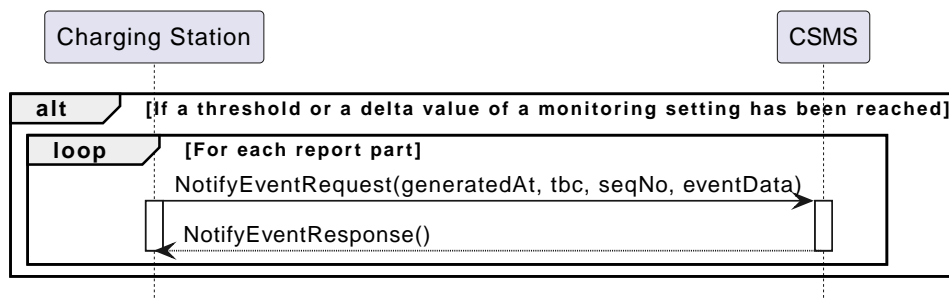 Charging Station
CSMS
alt
[If a threshold or a delta value of a monitoring setting has been reached]
loop
[For each report part]
NotifyEventRequest(generatedAt, tbc, seqNo, eventData)
NotifyEventResponse()